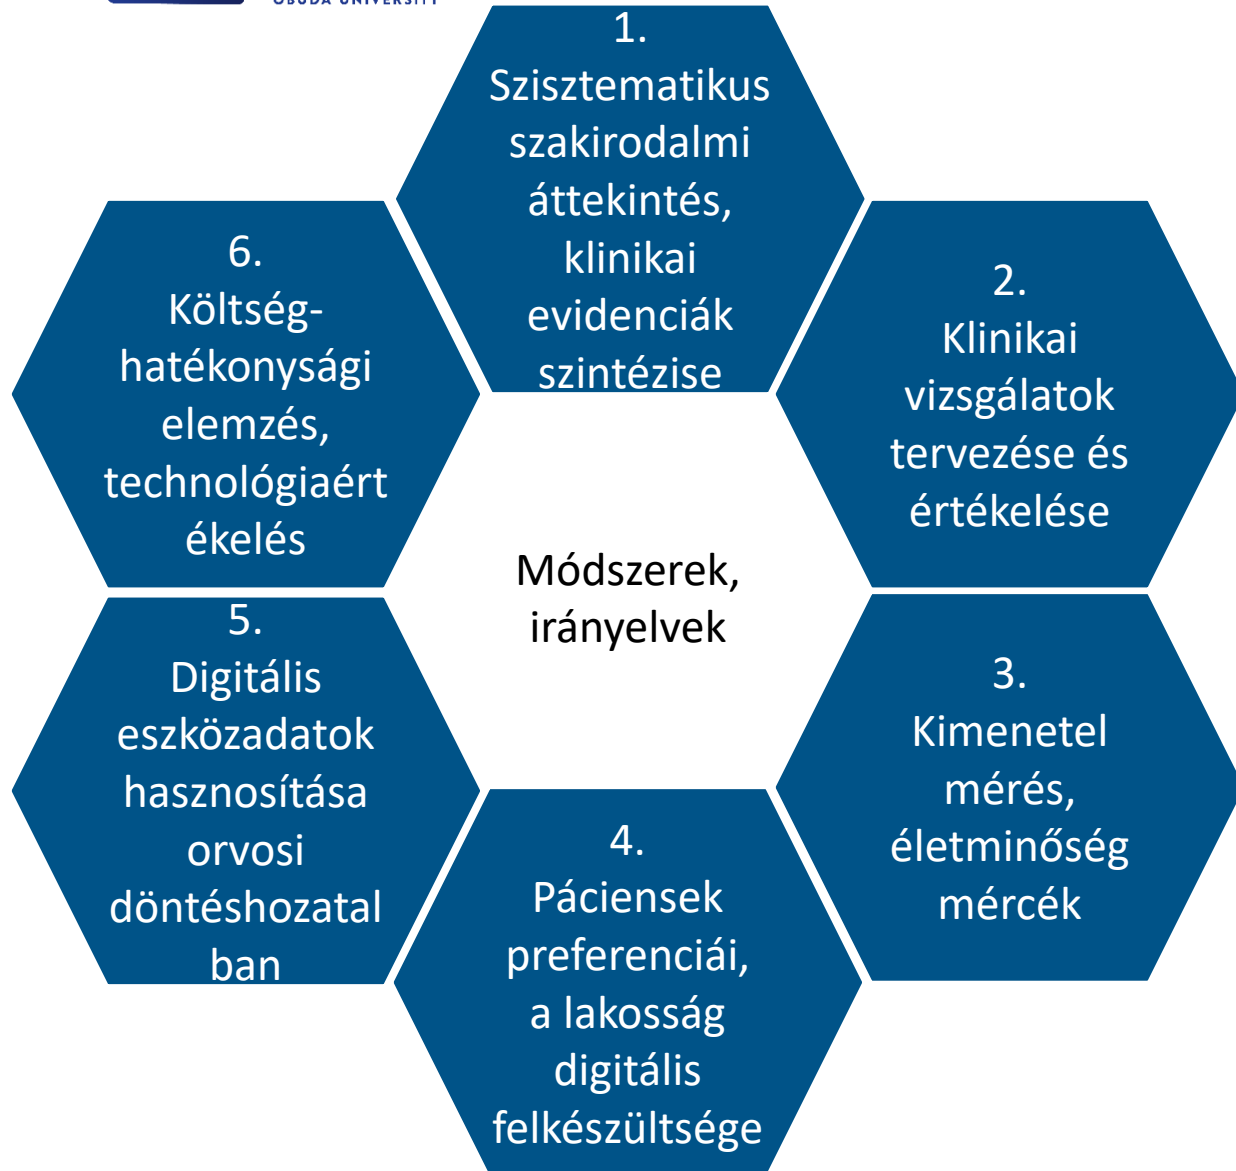 ÓBUDA UNIVERSITY
1.
Szisztematikus
szakirodalmi
áttekintés,
klinikai
evidenciák
szintézise
2.
Klinikai
vizsgálatok
tervezése és
értékelése
3.
Kimenetel
mérés,
életminőség
mércék
4.
Páciensek
preferenciái,
a lakosság
digitális
felkészültsége
5.
Digitális
eszközadatok
hasznosítása
orvosi
döntéshozatal
ban
6.
Költség-
hatékonysági
elemzés,
technológiaért
ékelés
Módszerek,
irányelvek